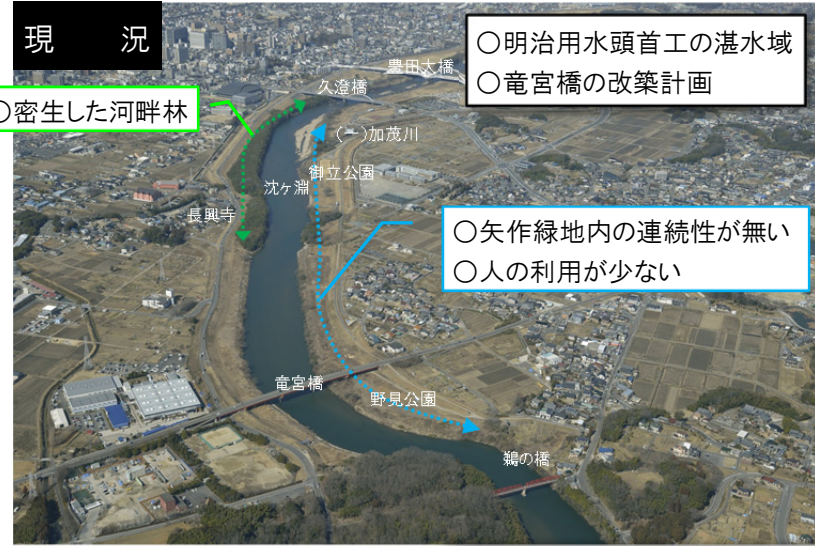 現 況
○明治用水頭首工の湛水域
○竜宮橋の改築計画
豊田大橋
久澄橋
○密生した河畔林
(一)加茂川
御立公園
沈ヶ淵
長興寺
○矢作緑地内の連続性が無い
○人の利用が少ない
竜宮橋
野見公園
鵜の橋